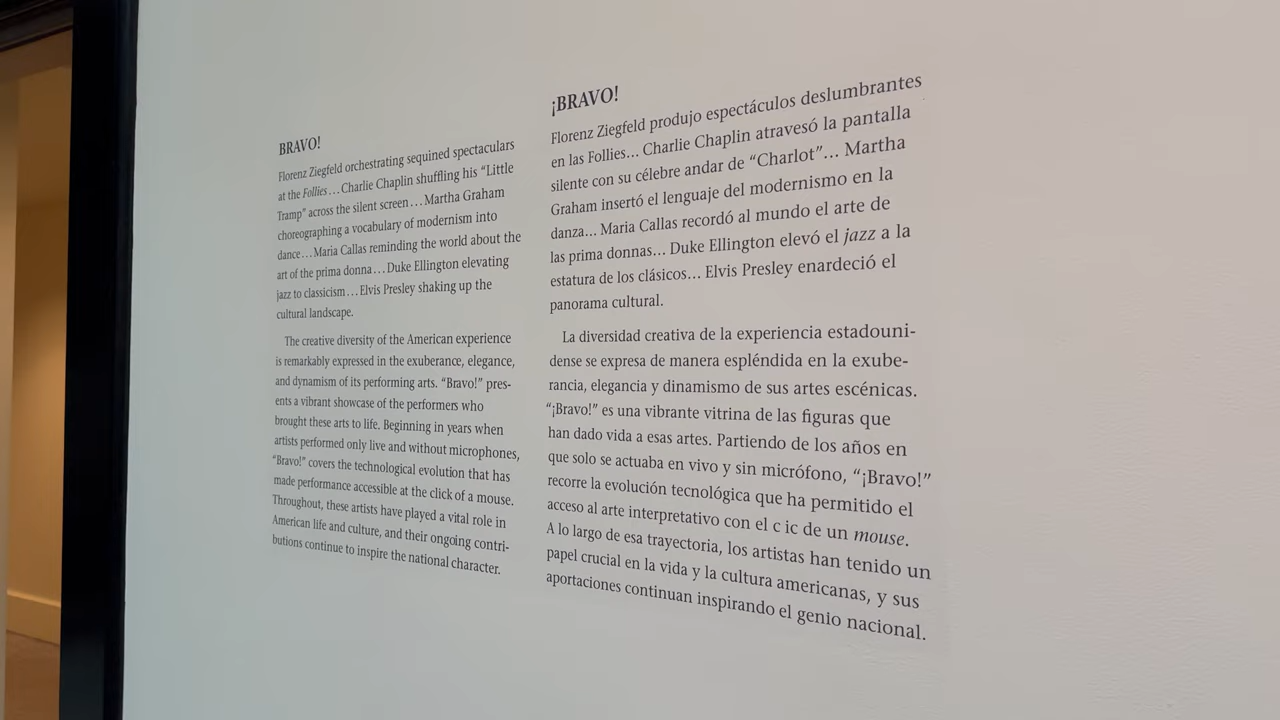 BRAVO!
Florenz Ziegfeld orchestrating sequined spectaculars
at the Follies...Charlie Chaplin shuffling his “Little
Tramp” across the silent screen...Martha Graham
choreographing a vocabulary of modernism into
dance...Maria Callas reminding the world about the
art of the prima donna...Duke Ellington elevating
jazz to classicism...Elvis Presley shaking up the
cultural landscape.
The creative diversity of the American experience
is remarkably expressed in the exuberance, elegance,
and dynamism of its performing arts. “Bravo!” pres-
ents a vibrant showcase of the performers who
brought these arts to life. Beginning in years when
artists performed only live and without microphones,
“Bravo!” covers the technological evolution that has
made performance accessible at the click of a mouse.
Throughout, these artists have played a vital role in
American life and culture, and their ongoing contri-
butions continue to inspire the national character.
¡BRAVO!
Florenz Ziegfeld produjo espectáculos deslumbrantes
en las Follies... Charlie Chaplin atravesó la pantalla
silente con su célebre andar de “Charlot”... Martha
Graham insertó el lenguaje del modernismo en la
danza... Maria Callas recordó al mundo el arte de
las prima donnas... Duke Ellington elevó el jazz a la
estatura de los clásicos... Elvis Presley enardeció el
panorama cultural.
La diversidad creativa de la experiencia estadouni-
dense se expresa de manera espléndida en la exube-
rancia, elegancia y dinamismo de sus artes escénicas.
“¡Bravo!” es una vibrante vitrina de las figuras que
han dado vida a esas artes. Partiendo de los años en
que solo se actuaba en vivo y sin micrófono, “¡Bravo!”
recorre la evolución tecnológica que ha permitido el
acceso al arte interpretativo con el c ic de un mouse.
A lo largo de esa trayectoria, los artistas han tenido un
papel crucial en la vida y la cultura americanas, y sus
aportaciones continuan inspirando el genio nacional.